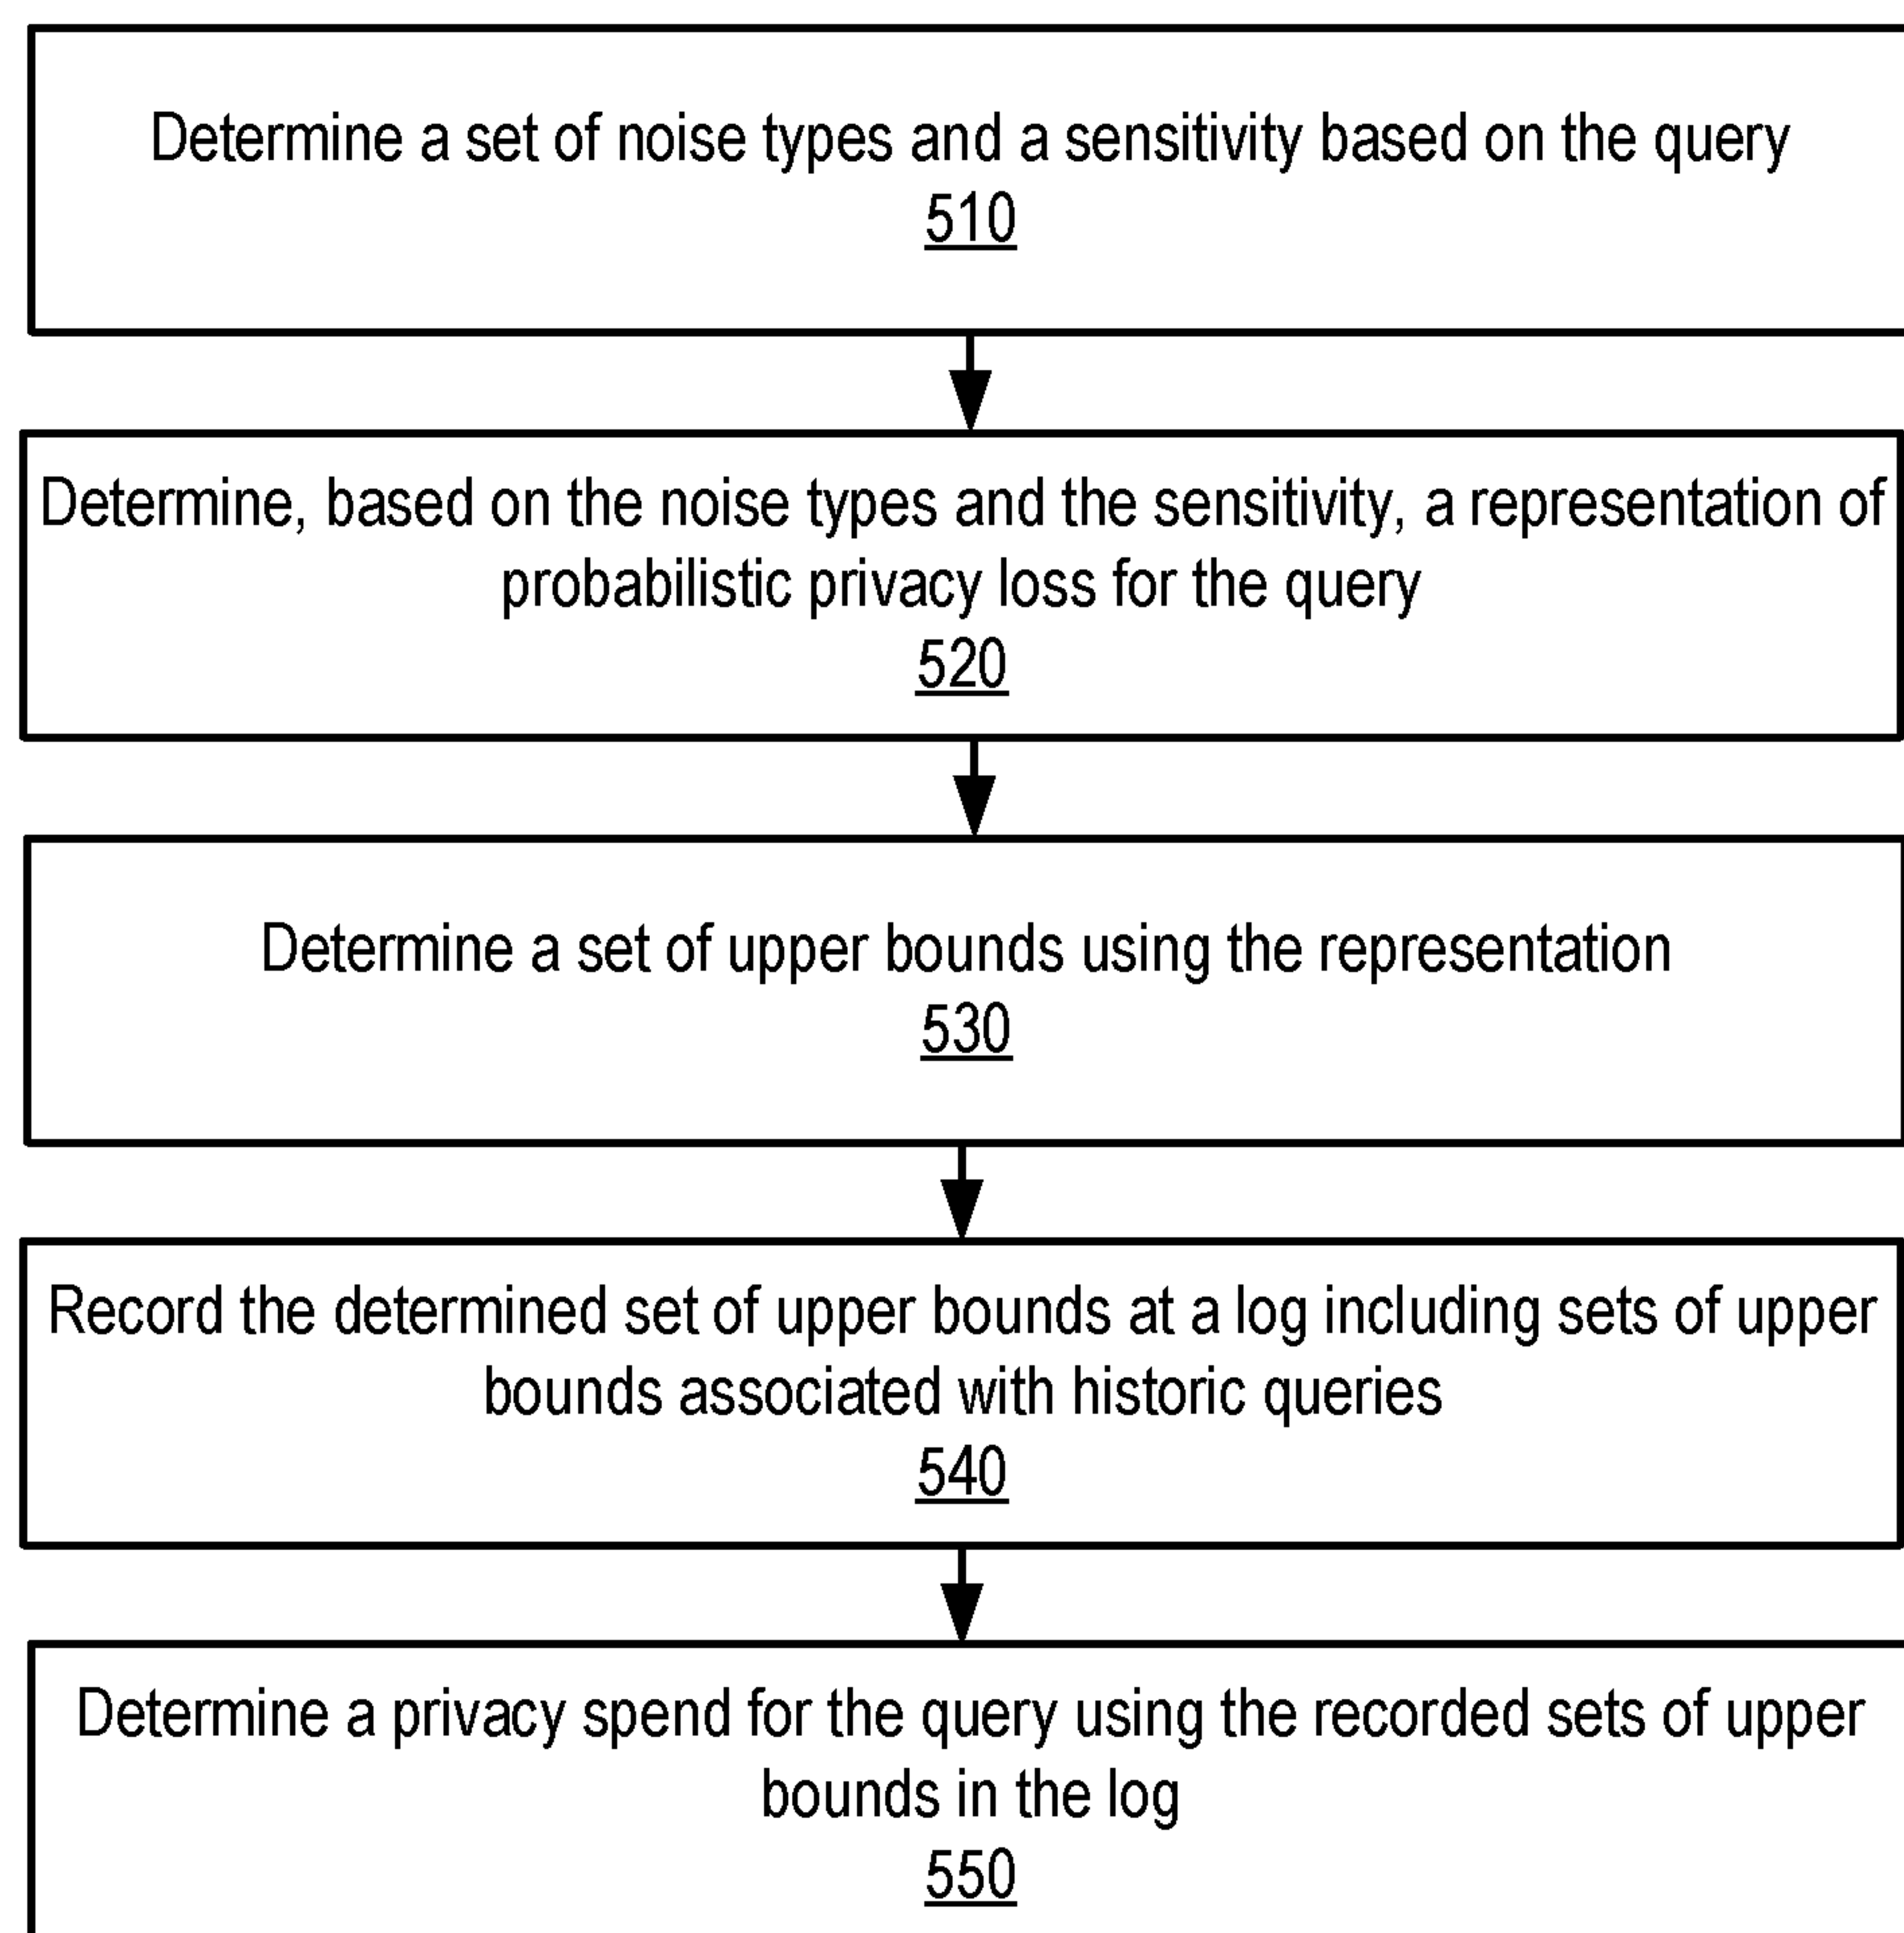 Determine a set of noise types and a sensitivity based on the query
510
Determine, based on the noise types and the sensitivity, a representation of
probabilistic privacy loss for the query
520
Determine a set of upper bounds using the representation
530
Record the determined set of upper bounds at a log including sets of upper
bounds associated with historic queries
540
Determine a privacy spend for the query using the recorded sets of upper
bounds in the log
550